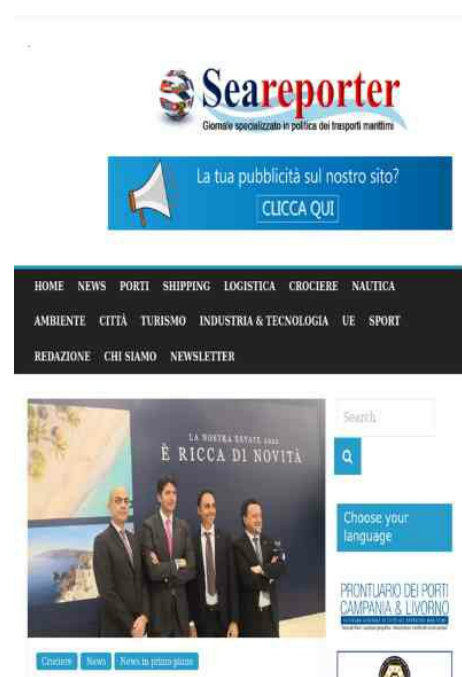 Seareporter
Giornale specializzato in politica dei trasporti marittimi
La tua pubblicità sul nostro sito?
CLICCA QUI
HOME NEWS PORTI SHIPPING LOGISTICA CROCIERE NAUTICA
AMBIENTE CITTÀ TURISMO INDUSTRIA & TECNOLOGIA UE SPORT
REDAZIONE CHI SIAMO NEWSLETTER
LA NOSTRA ESTATE 2022
È RICCA DI NOVITÀ
Search
Choose your
language
PRONTUARIO DEI PORTI
CAMPANIA & LIVORNO
Crociere News News in primo piano